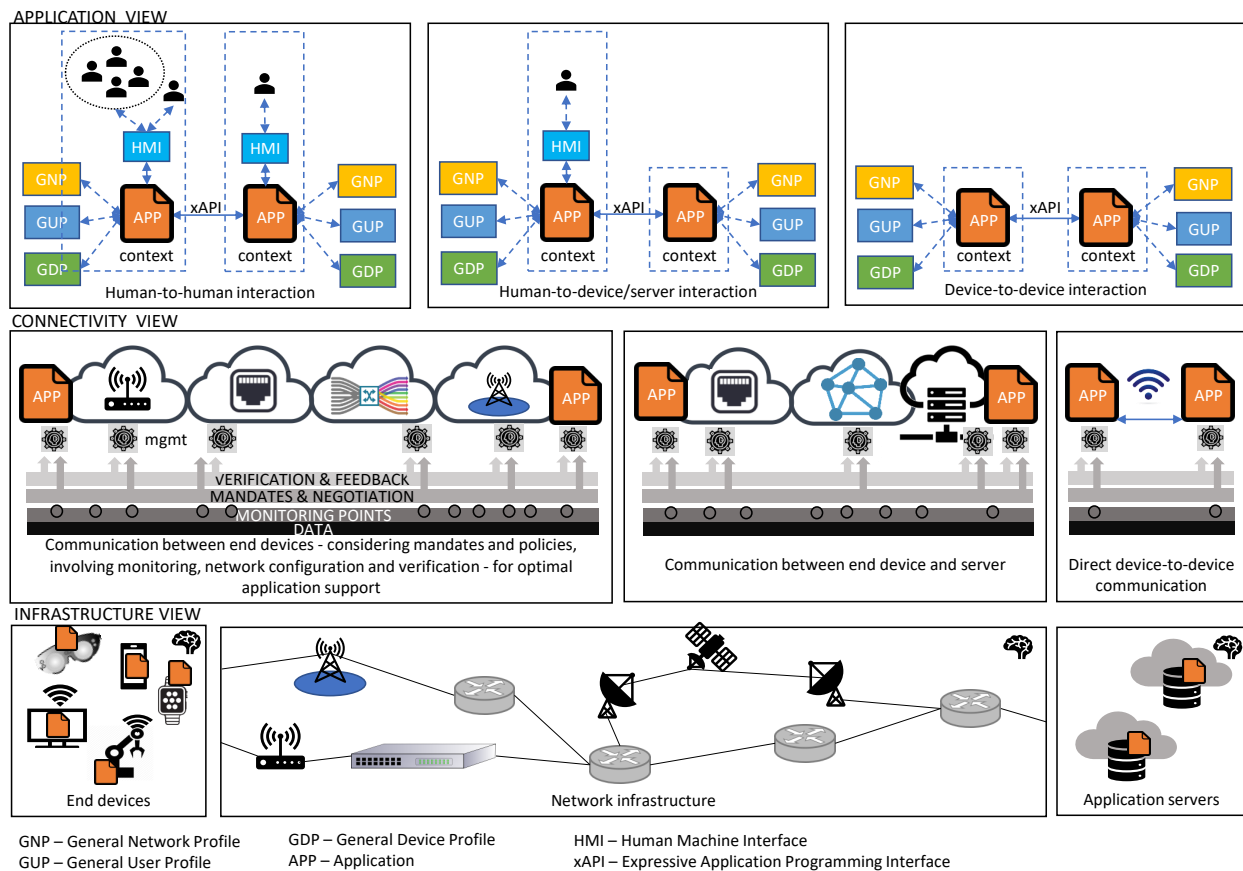 APPLICATION VIEW
HMI
HMI
GNP
GUP
GDP
APP
xAPI
APP
GNP
GUP
GDP
context
context
Human-to-human interaction
HMI
GNP
GUP
GDP
APP
xAPI
APP
GNP
GUP
GDP
context
context
Human-to-device/server interaction
GNP
GUP
GDP
APP
xAPI
APP
GNP
GUP
GDP
context
context
Device-to-device interaction
CONNECTIVITY VIEW
APP
APP
mgmt
VERIFICATION & FEEDBACK
MANDATES & NEGOTIATION
MONITORING POINTS
DATA
Communication between end devices - considering mandates and policies,
involving monitoring, network configuration and verification - for optimal
application support
APP
APP
Communication between end device and server
APP
APP
Direct device-to-device
communication
INFRASTRUCTURE VIEW
End devices
Network infrastructure
Application servers
GNP – General Network Profile
GUP – General User Profile
GDP – General Device Profile
APP – Application
HMI – Human Machine Interface
xAPI – Expressive Application Programming Interface